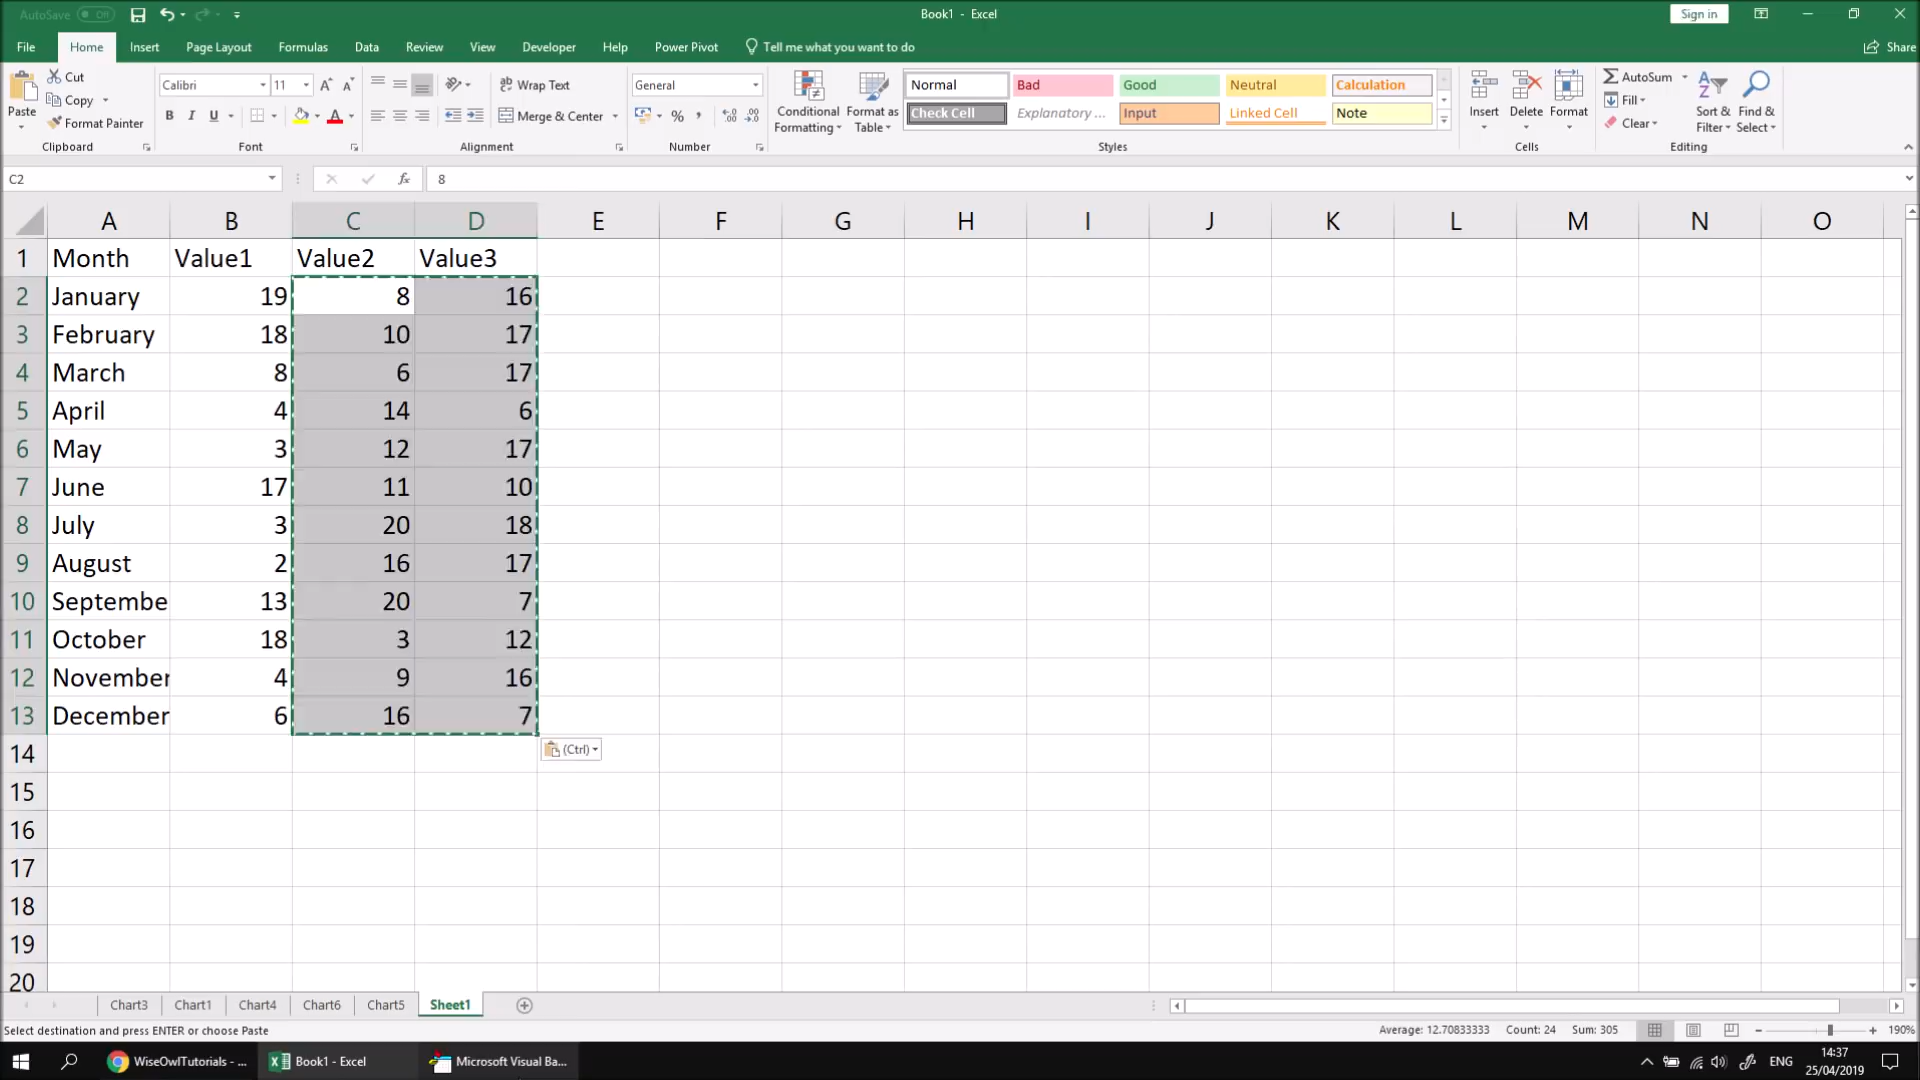 AutoSave Off
Book1 - Excel
Sign in
File Home Insert Page Layout Formulas Data Review View Developer Help Power Pivot Tell me what you want to do Share
Paste
Cut
Copy
Format Painter
Clipboard
Calibri 11
B I U
Font
Wrap Text
Merge & Center
Alignment
General
%
Number
Conditional Formatting
Format as Table
Normal Bad Good Neutral Calculation
Check Cell Explanatory ... Input Linked Cell Note
Styles
Insert Delete Format
Cells
AutoSum
Fill
Clear
Sort & Filter
Find & Select
Editing
C2 fx 8
A B C D E F G H I J K L M N O
1 Month Value1 Value2 Value3
2 January 19 8 16
3 February 18 10 17
4 March 8 6 17
5 April 4 14 6
6 May 3 12 17
7 June 17 11 10
8 July 3 20 18
9 August 2 16 17
10 Septembe 13 20 7
11 October 18 3 12
12 November 4 9 16
13 December 6 16 7
(Ctrl)
14
15
16
17
18
19
20
Chart3 Chart1 Chart4 Chart6 Chart5 Sheet1
Select destination and press ENTER or choose Paste
Average: 12.70833333 Count: 24 Sum: 305 190%
WiseOwlTutorials - ... Book1 - Excel Microsoft Visual Ba... ENG 14:37
25/04/2019